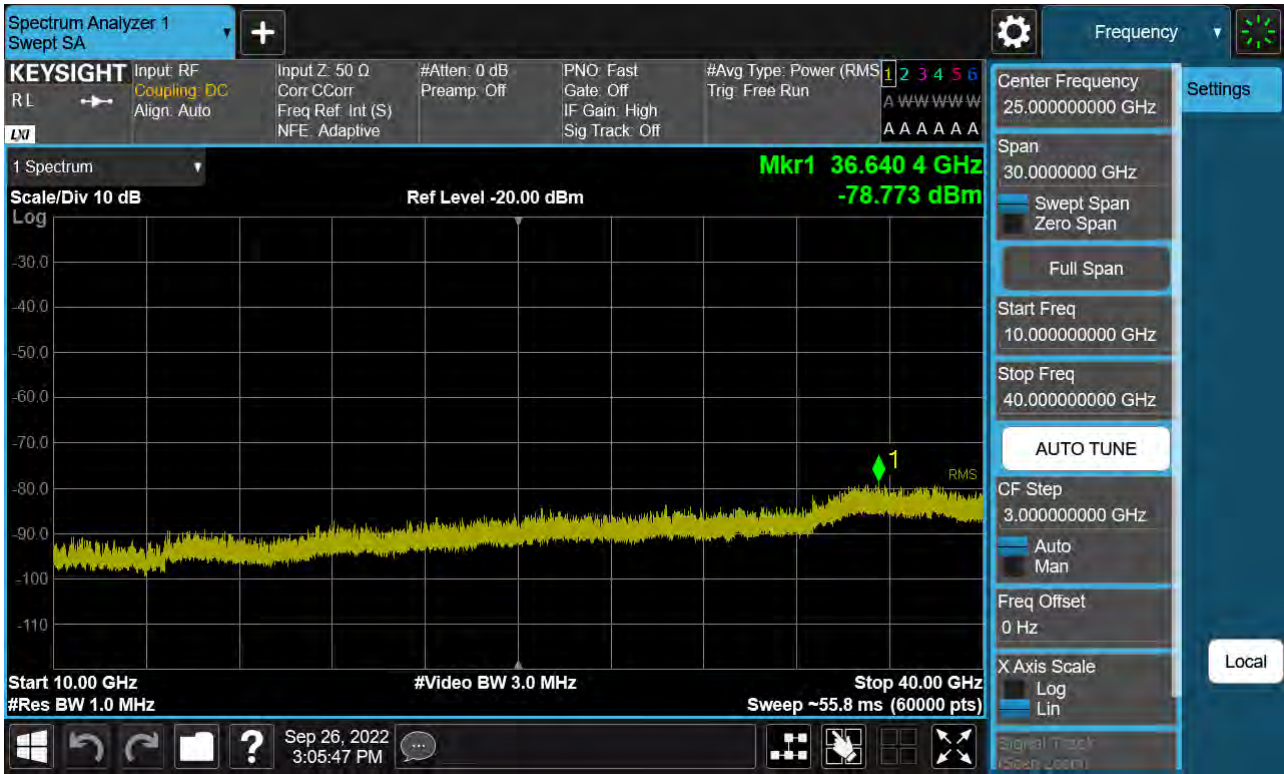 Spectrum Analyzer 1
Swept SA
+
Frequency
KEYSIGHT
RL
LXI
Input: RF
Coupling: DC
Align: Auto
Input Z: 50 Ω
Corr CCorr
Freq Ref: Int (S)
NFE: Adaptive
#Atten: 0 dB
Preamp: Off
PNO: Fast
Gate: Off
IF Gain: High
Sig Track: Off
#Avg Type: Power (RMS
Trig: Free Run
1 2 3 4 5 6
A W W W W W
A A A A A A
1 Spectrum
Scale/Div 10 dB
Log
Ref Level -20.00 dBm
Mkr1 36.640 4 GHz
-78.773 dBm
-30.0
-40.0
-50.0
-60.0
-70.0
-80.0
-90.0
-100
-110
1
RMS
Start 10.00 GHz
#Res BW 1.0 MHz
#Video BW 3.0 MHz
Stop 40.00 GHz
Sweep ~55.8 ms (60000 pts)
Center Frequency
25.000000000 GHz
Span
30.0000000 GHz
Swept Span
Zero Span
Full Span
Start Freq
10.000000000 GHz
Stop Freq
40.000000000 GHz
AUTO TUNE
CF Step
3.000000000 GHz
Auto
Man
Freq Offset
0 Hz
X Axis Scale
Log
Lin
Signal Track
(Span Zoom)
Settings
Local
?
Sep 26, 2022
3:05:47 PM